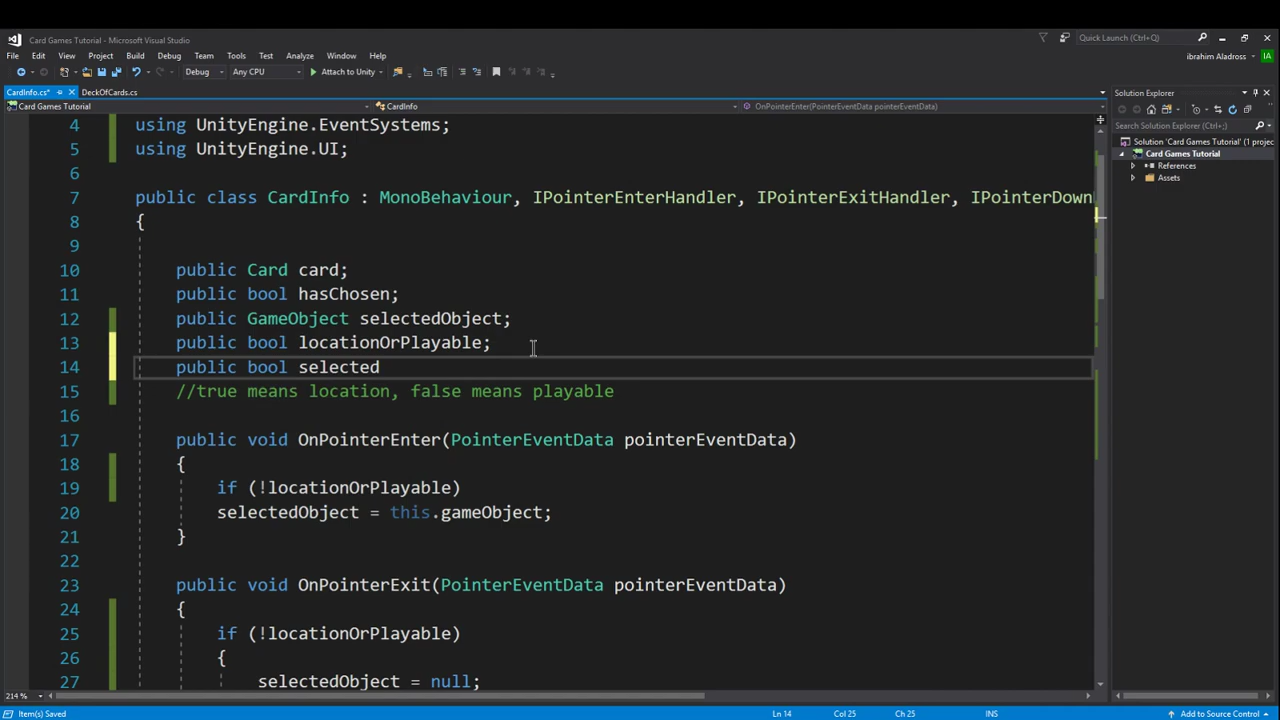 Card Games Tutorial - Microsoft Visual Studio
Quick Launch (Ctrl+Q)
File Edit View Project Build Debug Team Tools Test Analyze Window Help
ibrahim Aladross IA
Debug Any CPU Attach to Unity
CardInfo.cs* DeckOfCards.cs
Solution Explorer
Card Games Tutorial CardInfo OnPointerEnter(PointerEventData pointerEventData)
Search Solution Explorer (Ctrl+;)
Solution 'Card Games Tutorial' (1 projec
Card Games Tutorial
References
Assets
4 using UnityEngine.EventSystems;
5 using UnityEngine.UI;
6
7 public class CardInfo : MonoBehaviour, IPointerEnterHandler, IPointerExitHandler, IPointerDown
8 {
9
10 public Card card;
11 public bool hasChosen;
12 public GameObject selectedObject;
13 public bool locationOrPlayable;
14 public bool selected
15 //true means location, false means playable
16
17 public void OnPointerEnter(PointerEventData pointerEventData)
18 {
19 if (!locationOrPlayable)
20 selectedObject = this.gameObject;
21 }
22
23 public void OnPointerExit(PointerEventData pointerEventData)
24 {
25 if (!locationOrPlayable)
26 {
27 selectedObject = null;
214 %
Item(s) Saved Ln 14 Col 25 Ch 25 INS Add to Source Control